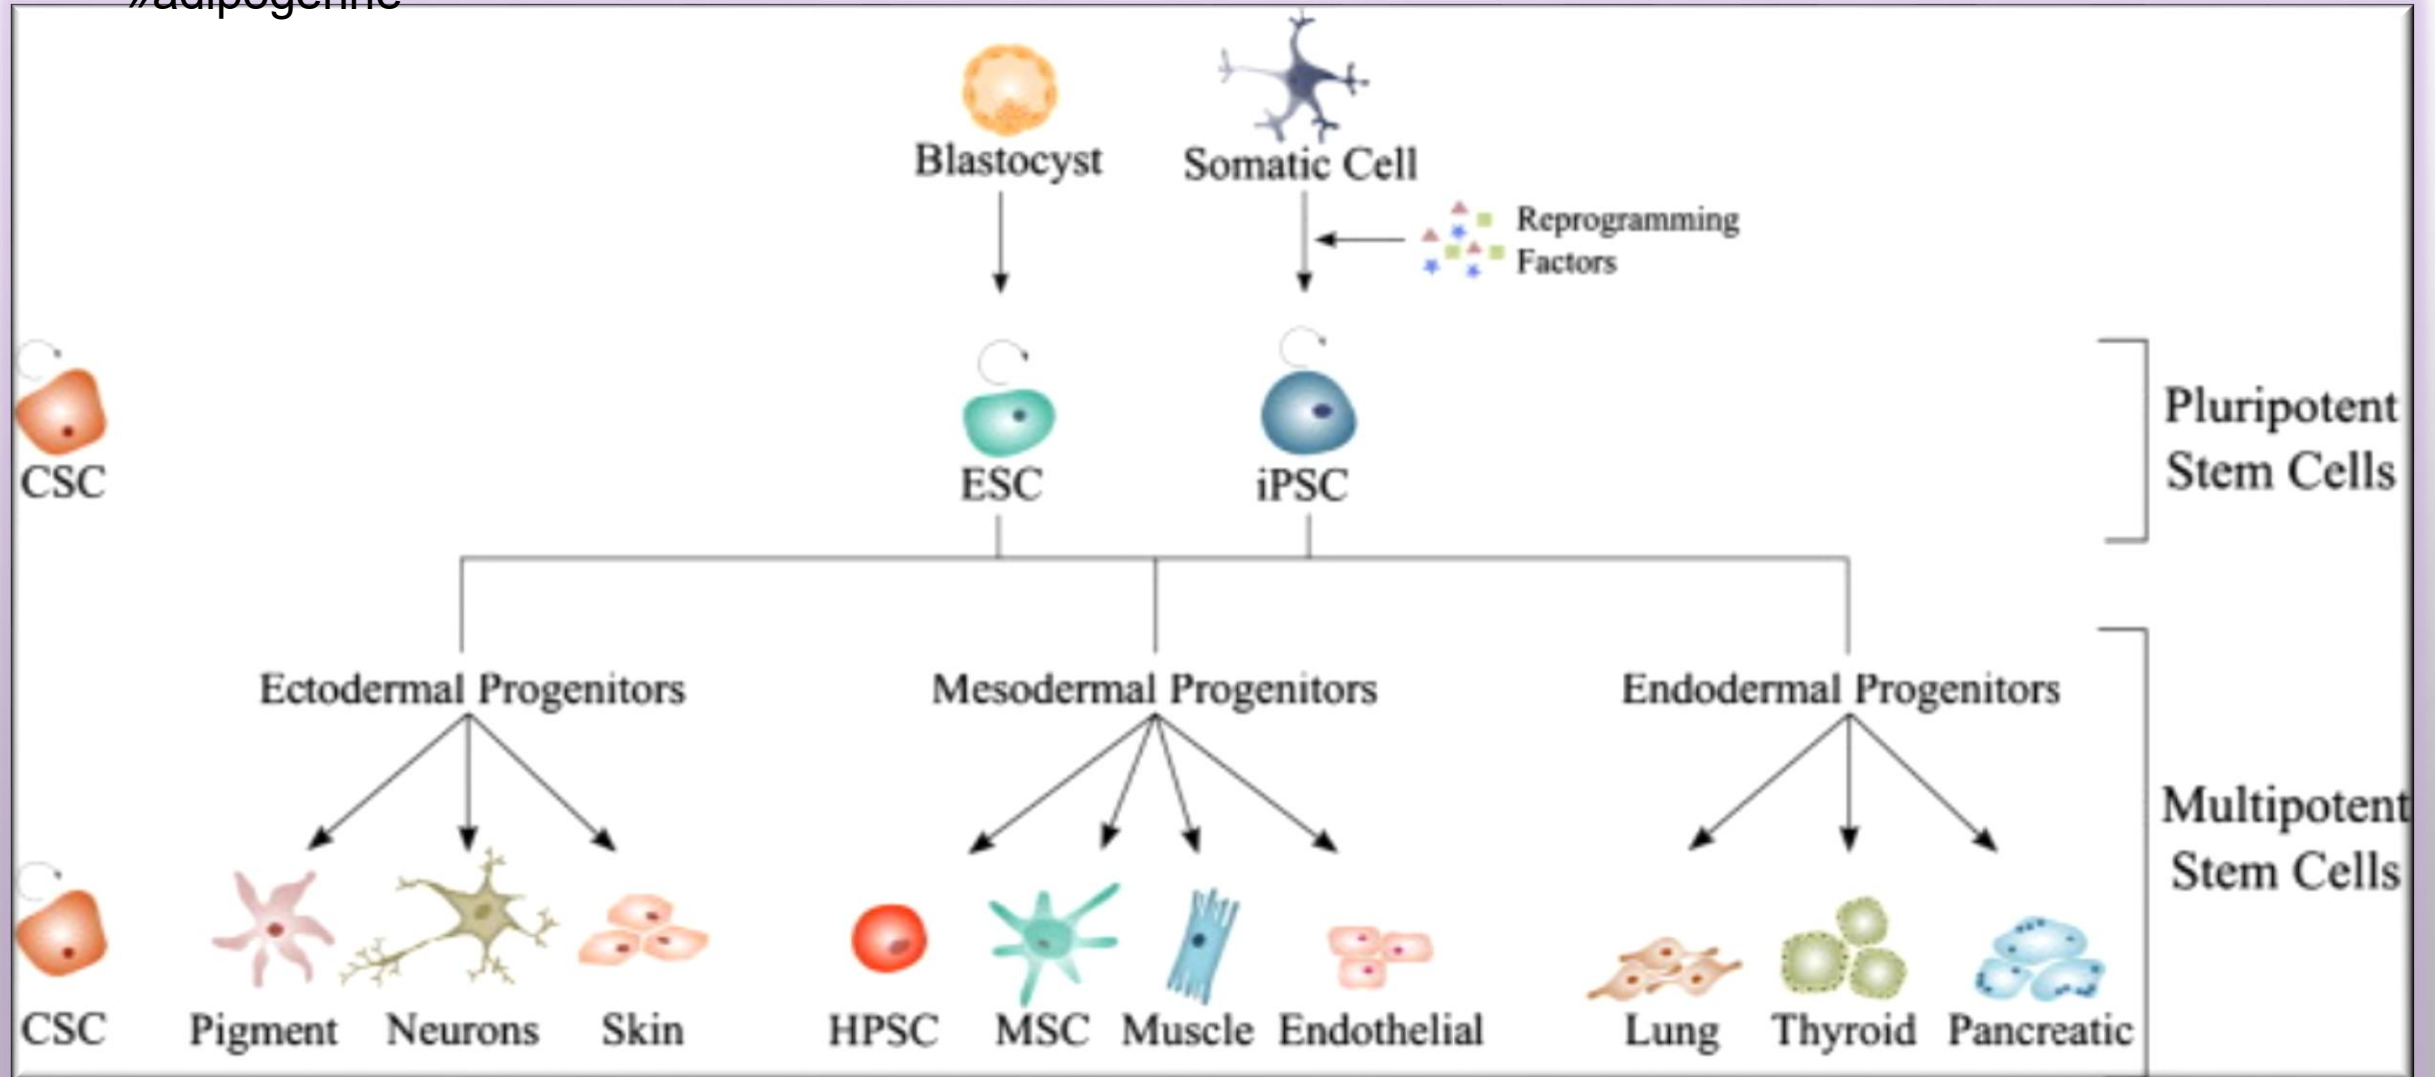 »adipogenic
Blastocyst
Somatic Cell
Reprogramming
Factors
CSC
ESC
iPSC
Pluripotent
Stem Cells
Ectodermal Progenitors
Mesodermal Progenitors
Endodermal Progenitors
Multipotent
Stem Cells
CSC
Pigment
Neurons
Skin
HPSC
MSC
Muscle
Endothelial
Lung
Thyroid
Pancreatic